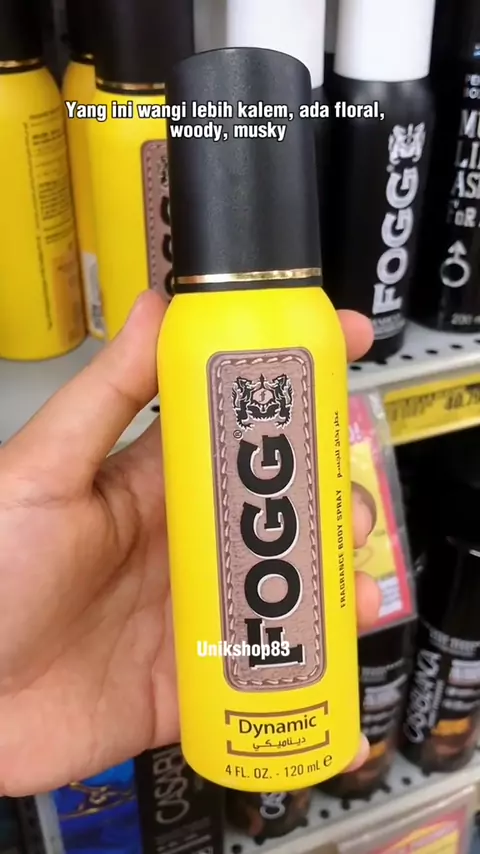 Yang ini wangi lebih kalem, ada floral,
woody, musky
FOGG
FRAGRANCE BODY SPRAY
Unikshop83
Dynamic
ديناميكي
4 FL. OZ. - 120 mL e
FOGG
CASABLANCA